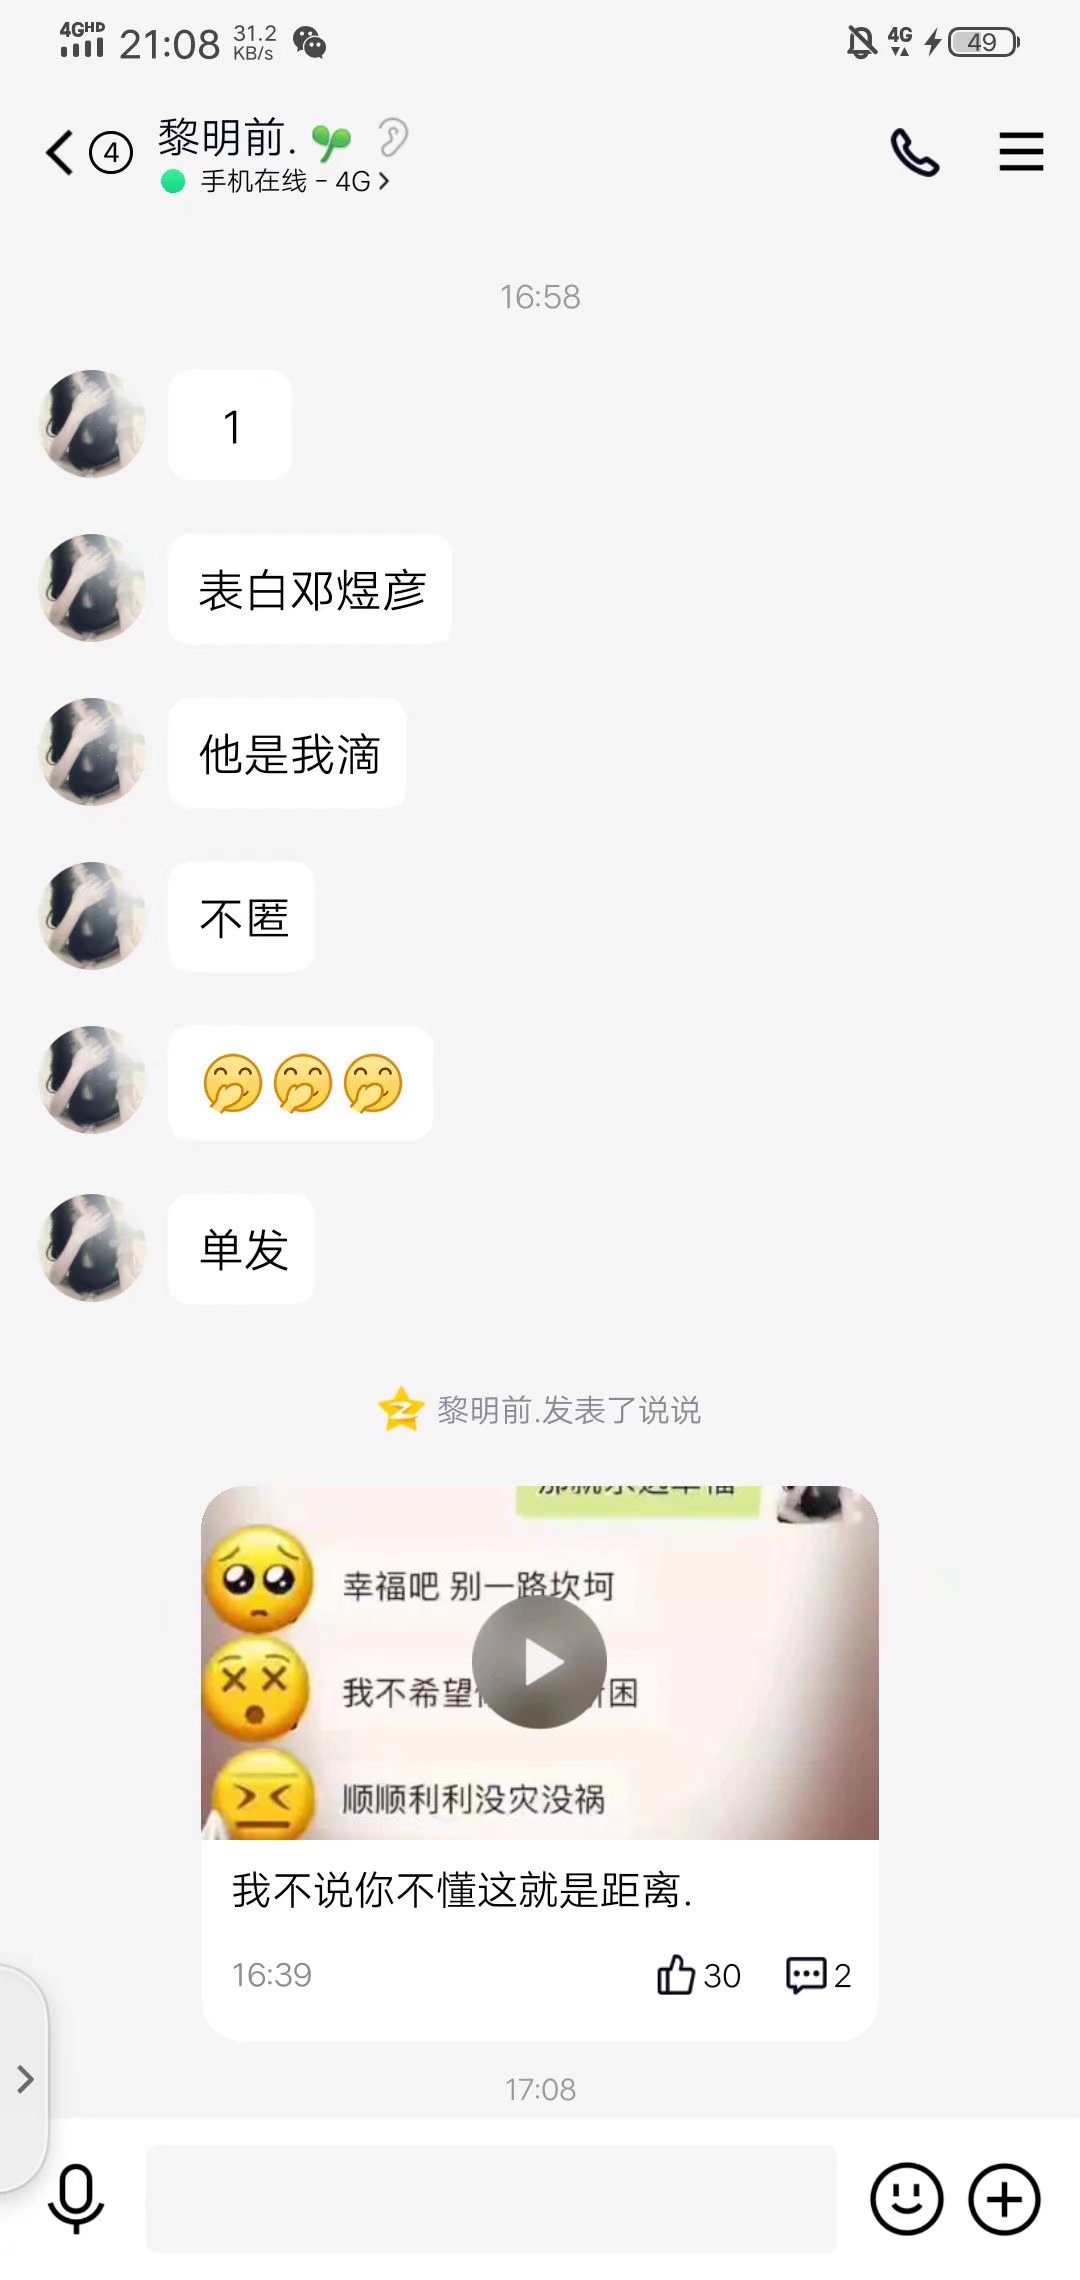 4GHD 21:08 31.2 KB/s 4G 49
4 黎明前.
手机在线 - 4G
16:58
1
表白邓煜彦
他是我滴
不匿
单发
黎明前.发表了说说
幸福吧 别一路坎坷
我不希望 困
顺顺利利没灾没祸
我不说你不懂这就是距离.
16:39 30 2
17:08